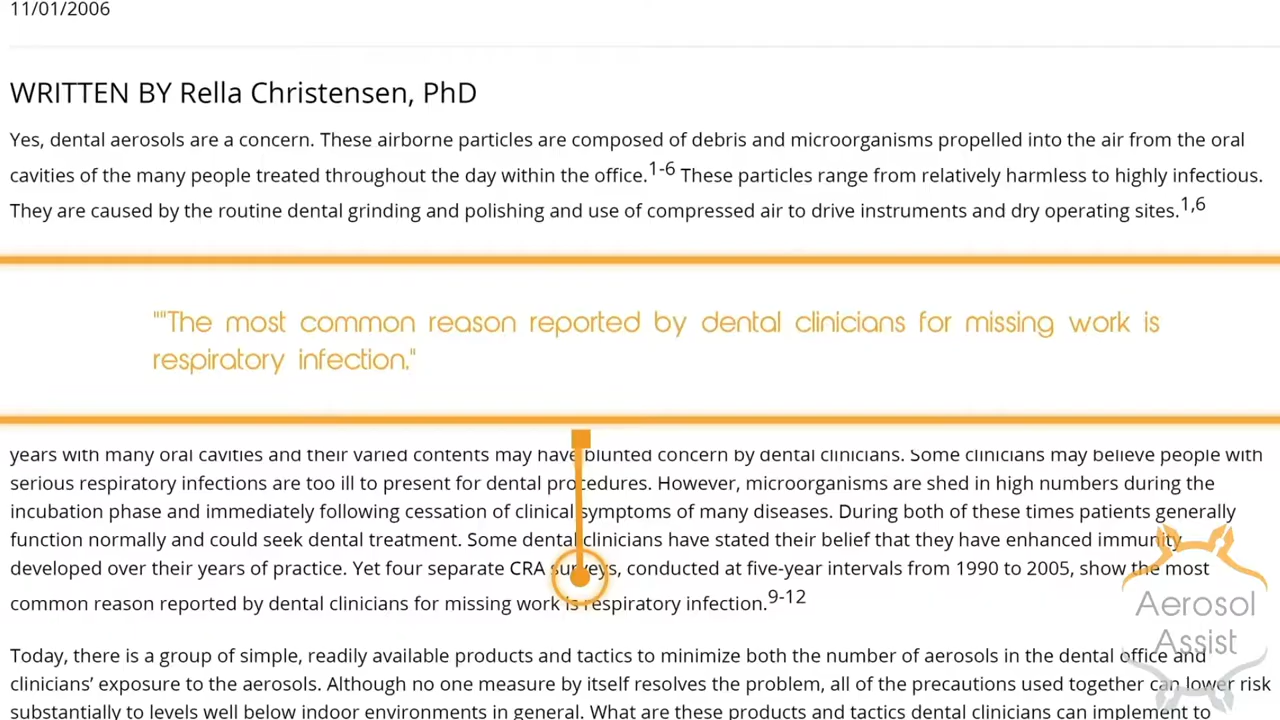 11/01/2006
WRITTEN BY Rella Christensen, PhD
Yes, dental aerosols are a concern. These airborne particles are composed of debris and microorganisms propelled into the air from the oral
cavities of the many people treated throughout the day within the office.1-6 These particles range from relatively harmless to highly infectious.
They are caused by the routine dental grinding and polishing and use of compressed air to drive instruments and dry operating sites.1,6
""The most common reason reported by dental clinicians for missing work is
respiratory infection."
years with many oral cavities and their varied contents may have blunted concern by dental clinicians. Some clinicians may believe people with
serious respiratory infections are too ill to present for dental procedures. However, microorganisms are shed in high numbers during the
incubation phase and immediately following cessation of clinical symptoms of many diseases. During both of these times patients generally
function normally and could seek dental treatment. Some dental clinicians have stated their belief that they have enhanced immunity
developed over their years of practice. Yet four separate CRA surveys, conducted at five-year intervals from 1990 to 2005, show the most
common reason reported by dental clinicians for missing work is respiratory infection.9-12
Aerosol
Assist
Today, there is a group of simple, readily available products and tactics to minimize both the number of aerosols in the dental office and
clinicians’ exposure to the aerosols. Although no one measure by itself resolves the problem, all of the precautions used together can lower risk
substantially to levels well below indoor environments in general. What are these products and tactics dental clinicians can implement to